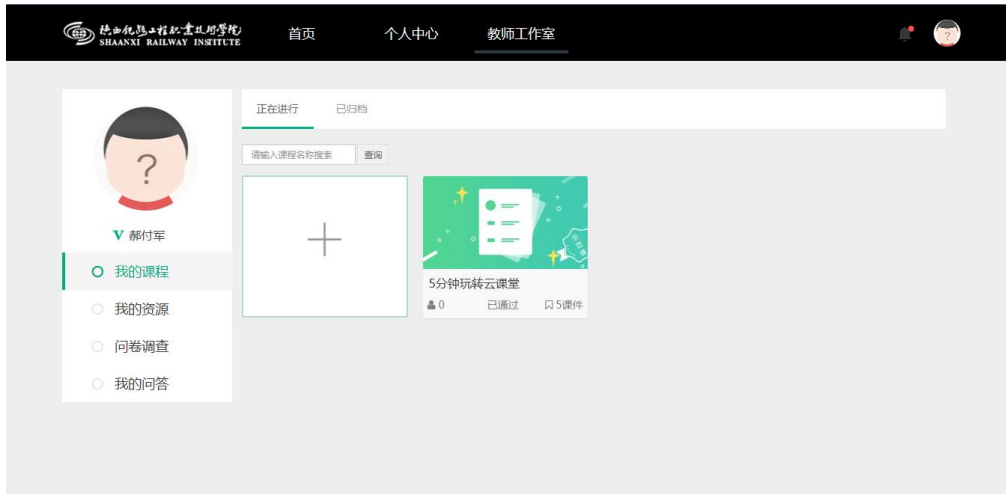 陕西铁路工程职业技术学院
SHAANXI RAILWAY INSTITUTE
首页
个人中心
教师工作室
?
正在进行
已归档
请输入课程名称搜索
查询
?
V 郝付军
我的课程
我的资源
问卷调查
我的问答
5分钟玩转云课堂
0
已通过
5课件